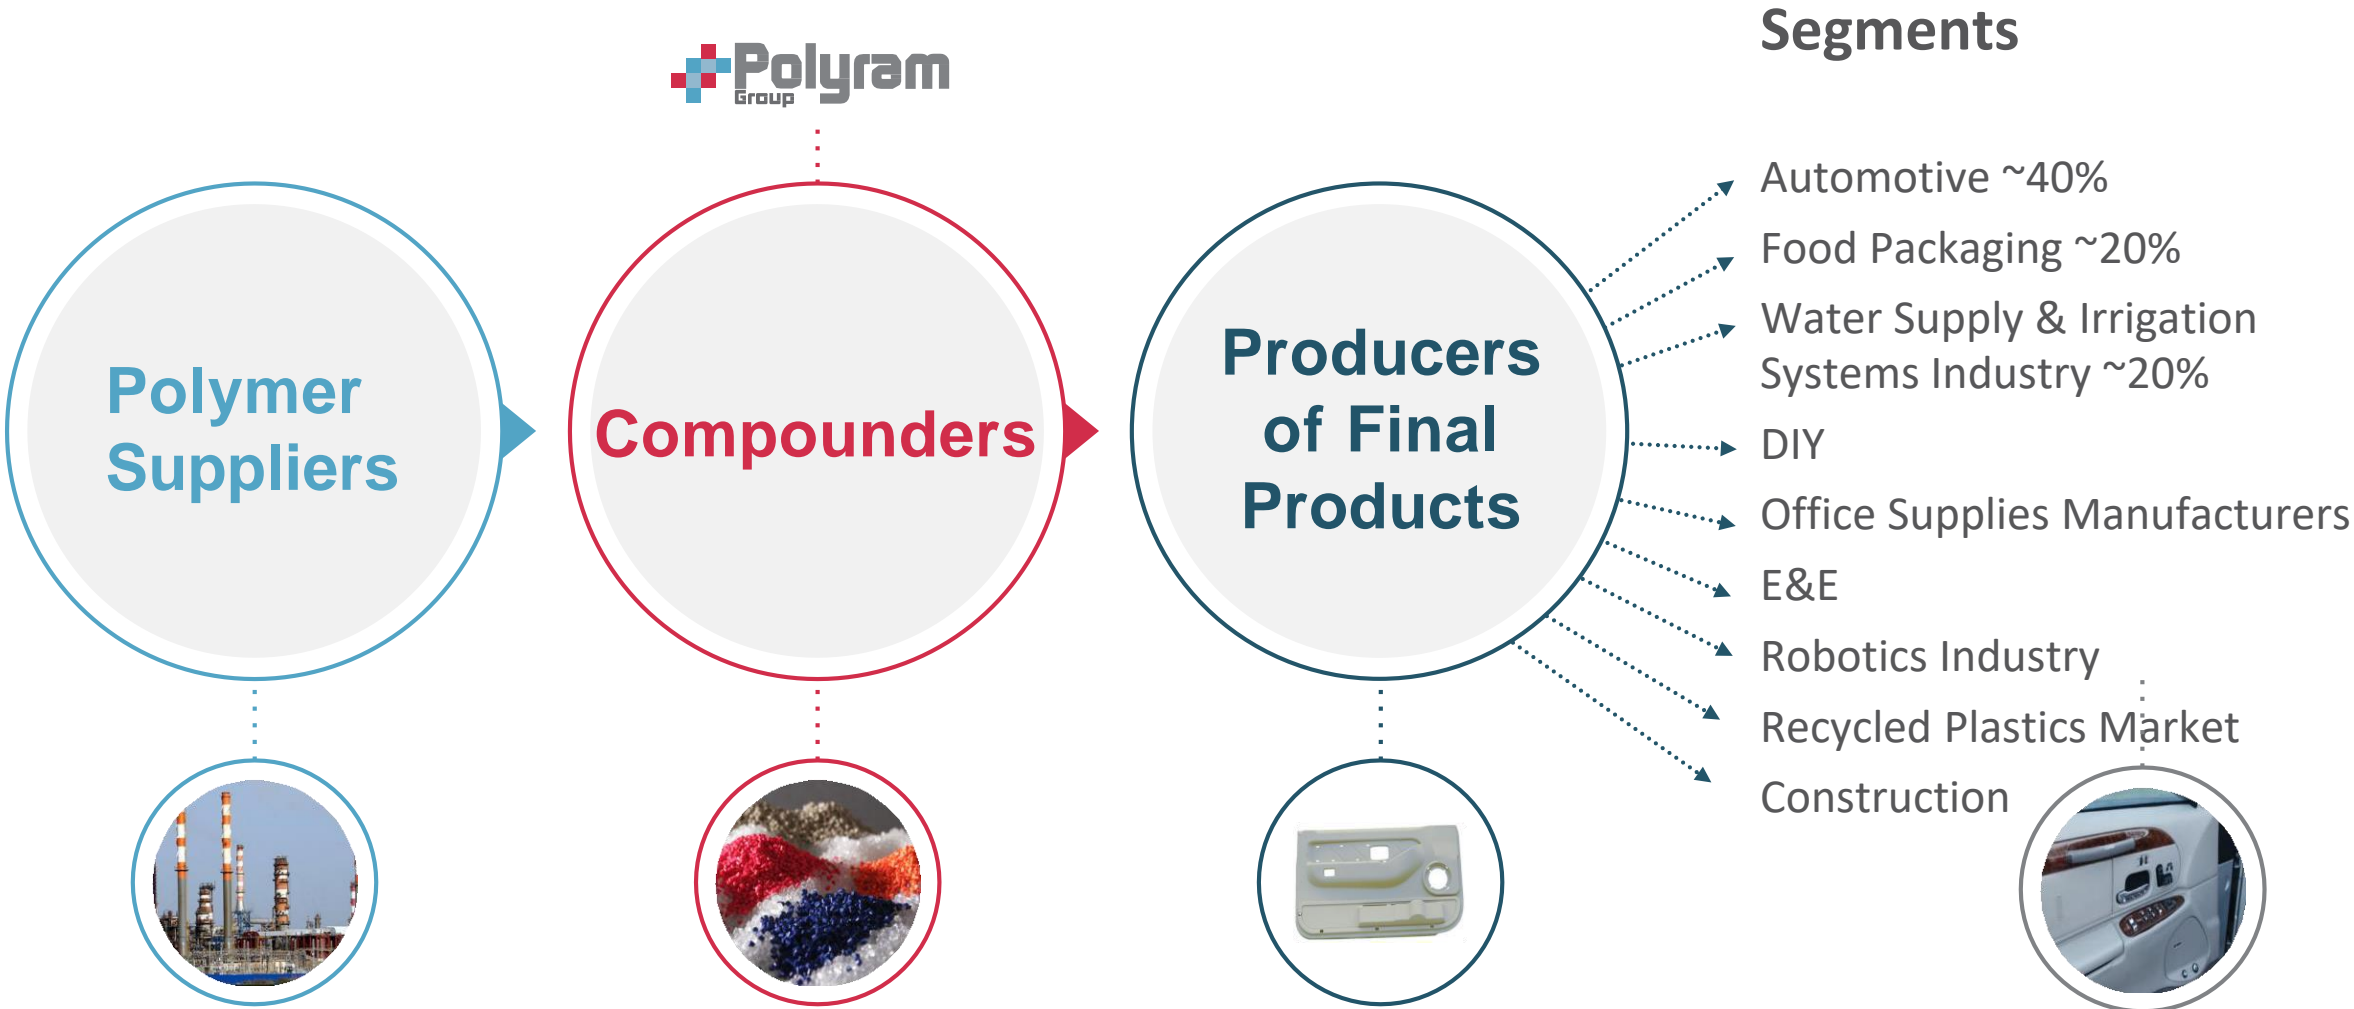 Polyram
Group
Polymer
Suppliers
Compounders
Producers
of Final
Products
Segments
Automotive ~40%
Food Packaging ~20%
Water Supply & Irrigation
Systems Industry ~20%
DIY
Office Supplies Manufacturers
E&E
Robotics Industry
Recycled Plastics Market
Construction